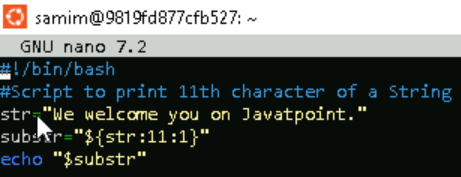 samim@9819fd877cfb527: ~
GNU nano 7.2
#!/bin/bash
#Script to print 11th character of a String
str="We welcome you on Javatpoint."
substr="${str:11:1}"
echo "$substr"